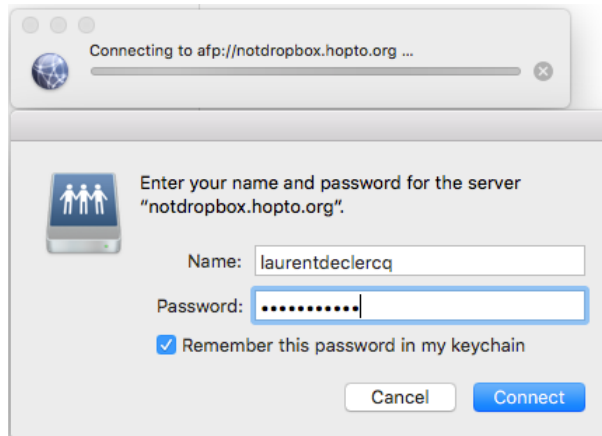 Connecting to afp://notdropbox.hopto.org ...
Enter your name and password for the server
“notdropbox.hopto.org”.
Name: laurentdeclercq
Password: •••••••••••
Remember this password in my keychain
Cancel Connect